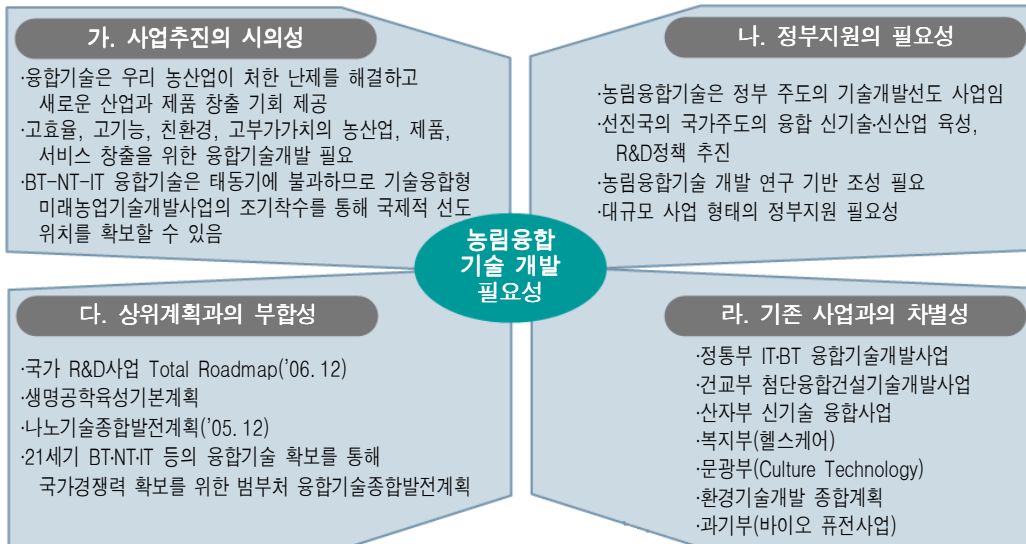 가. 사업추진의 시의성
·융합기술은 우리 농산업이 처한 난제를 해결하고
새로운 산업과 제품 창출 기회 제공
·고효율, 고기능, 친환경, 고부가가치의 농산업, 제품,
서비스 창출을 위한 융합기술개발 필요
·BT-NT-IT 융합기술은 태동기에 불과하므로 기술융합형
미래농업기술개발사업의 조기착수를 통해 국제적 선도
위치를 확보할 수 있음
나. 정부지원의 필요성
·농림융합기술은 정부 주도의 기술개발선도 사업임
·선진국의 국가주도의 융합 신기술·신산업 육성,
R&D정책 추진
·농림융합기술 개발 연구 기반 조성 필요
·대규모 사업 형태의 정부지원 필요성
농림융합
기술 개발
필요성
다. 상위계획과의 부합성
·국가 R&D사업 Total Roadmap('06. 12)
·생명공학육성기본계획
·나노기술종합발전계획('05. 12)
·21세기 BT·NT·IT 등의 융합기술 확보를 통해
국가경쟁력 확보를 위한 범부처 융합기술종합발전계획
라. 기존 사업과의 차별성
·정통부 IT·BT 융합기술개발사업
·건교부 첨단융합건설기술개발사업
·산자부 신기술 융합사업
·복지부(헬스케어)
·문광부(Culture Technology)
·환경기술개발 종합계획
·과기부(바이오 퓨전사업)